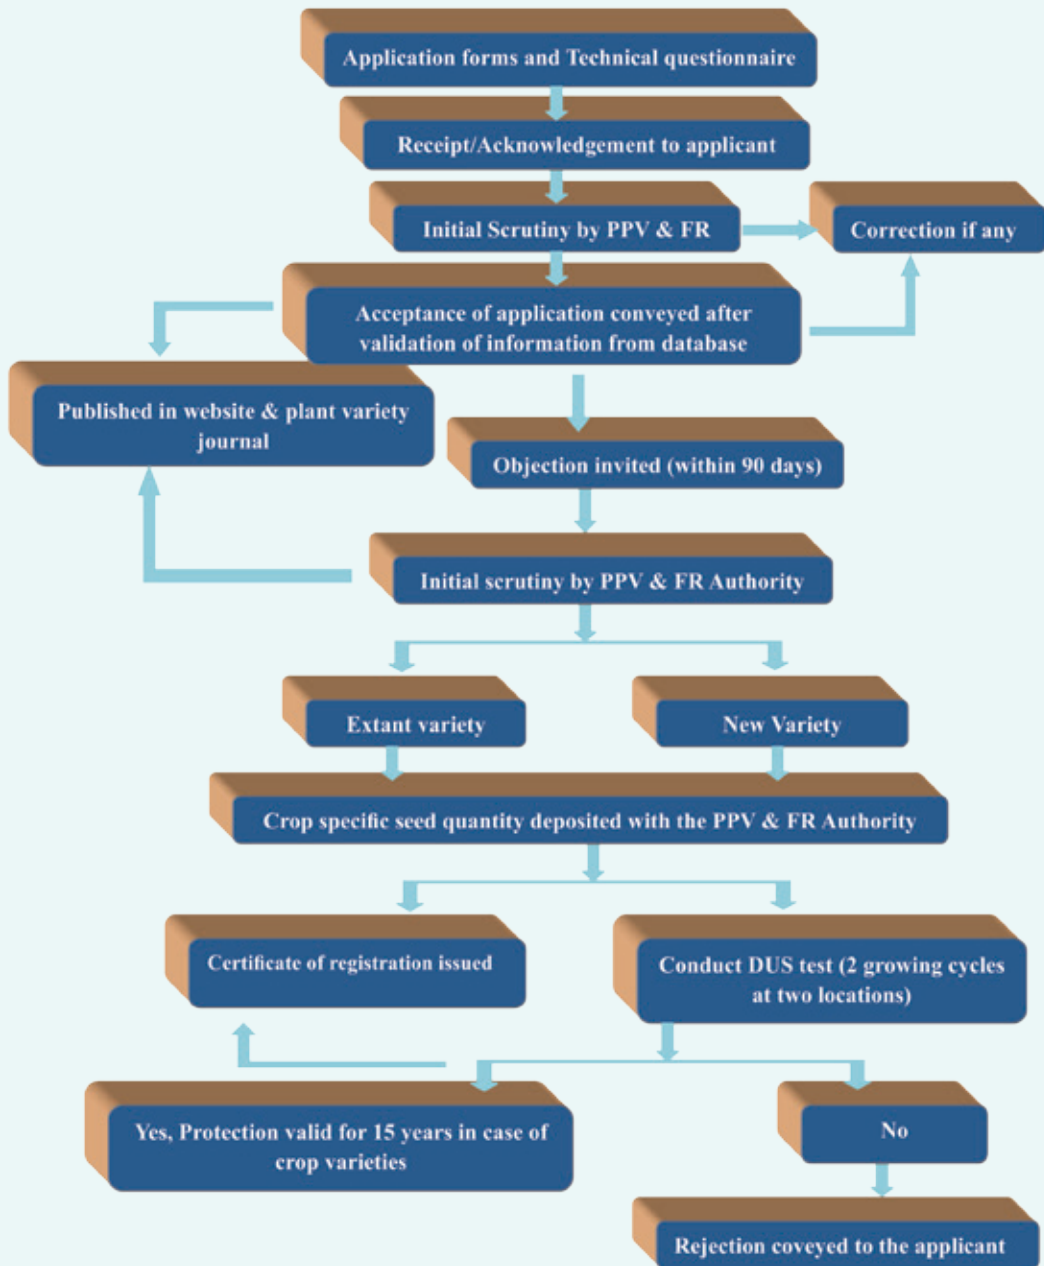 Application forms and Technical questionnaire
Receipt/Acknowledgement to applicant
Initial Scrutiny by PPV & FR
Correction if any
Acceptance of application conveyed after
validation of information from database
Published in website & plant variety
journal
Objection invited (within 90 days)
Initial scrutiny by PPV & FR Authority
Extant variety
New Variety
Crop specific seed quantity deposited with the PPV & FR Authority
Certificate of registration issued
Conduct DUS test (2 growing cycles
at two locations)
Yes, Protection valid for 15 years in case of
crop varieties
No
Rejection coveyed to the applicant